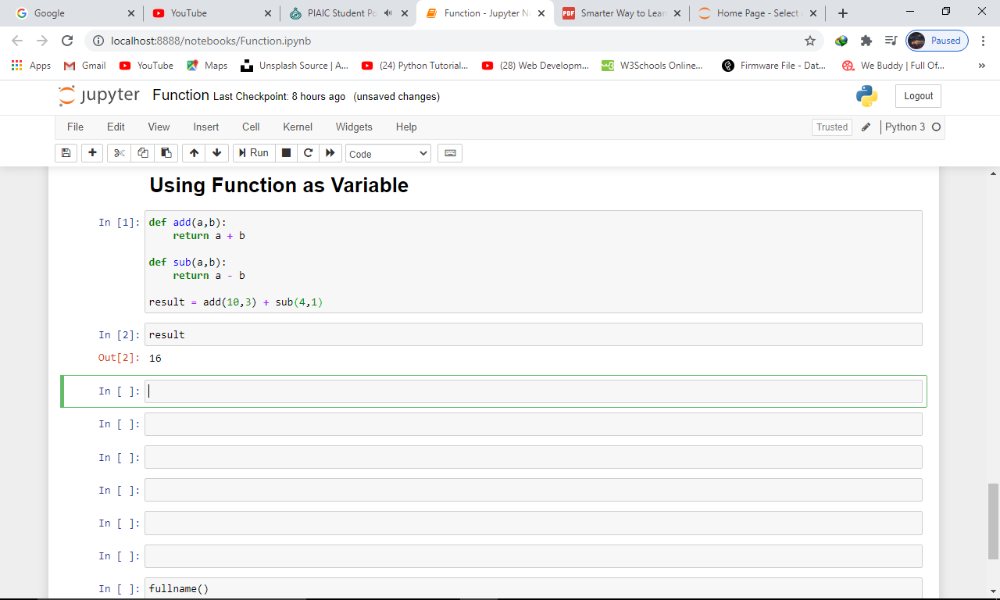 Google
YouTube
PIAIC Student Po
Function - Jupyter N
PDF
Smarter Way to Lear
Home Page - Select
localhost:8888/notebooks/Function.ipynb
Paused
Apps
Gmail
YouTube
Maps
Unsplash Source | A...
(24) Python Tutorial...
(28) Web Developm...
W3Schools Online...
Firmware File - Dat...
We Buddy | Full Of...
»
jupyter
Function Last Checkpoint: 8 hours ago (unsaved changes)
Logout
File
Edit
View
Insert
Cell
Kernel
Widgets
Help
Trusted
Python 3
Run
Code
Using Function as Variable
In [1]:
def add(a,b):
    return a + b
def sub(a,b):
    return a - b
result = add(10,3) + sub(4,1)
In [2]: result
Out[2]: 16
In [ ]:
In [ ]:
In [ ]:
In [ ]:
In [ ]:
In [ ]:
In [ ]: fullname()